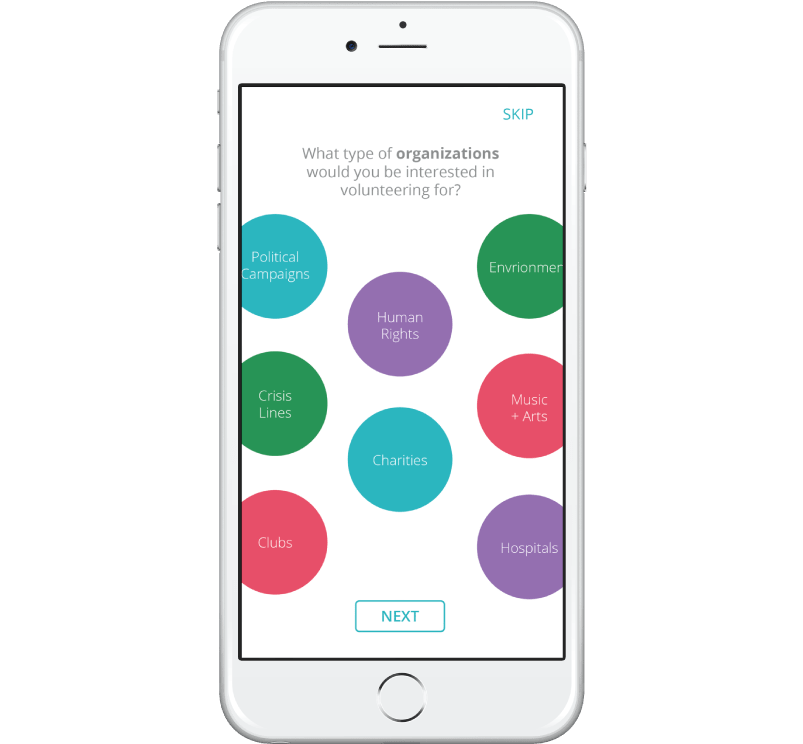 SKIP
What type of organizations
would you be interested in
volunteering for?
Political
Campaigns
Envrionmen
Human
Rights
Crisis
Lines
Music
+ Arts
Charities
Clubs
Hospitals
NEXT